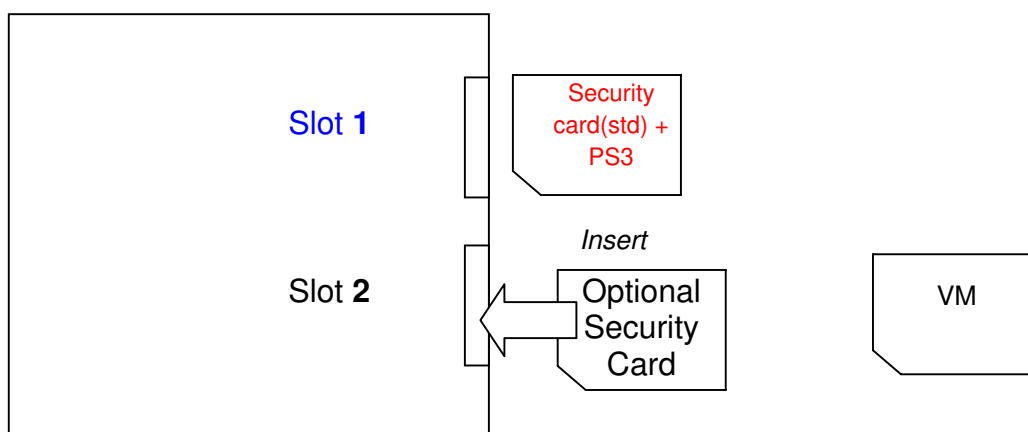 Slot 1
Security
card(std) +
PS3
Insert
Slot 2
Optional
Security
Card
VM